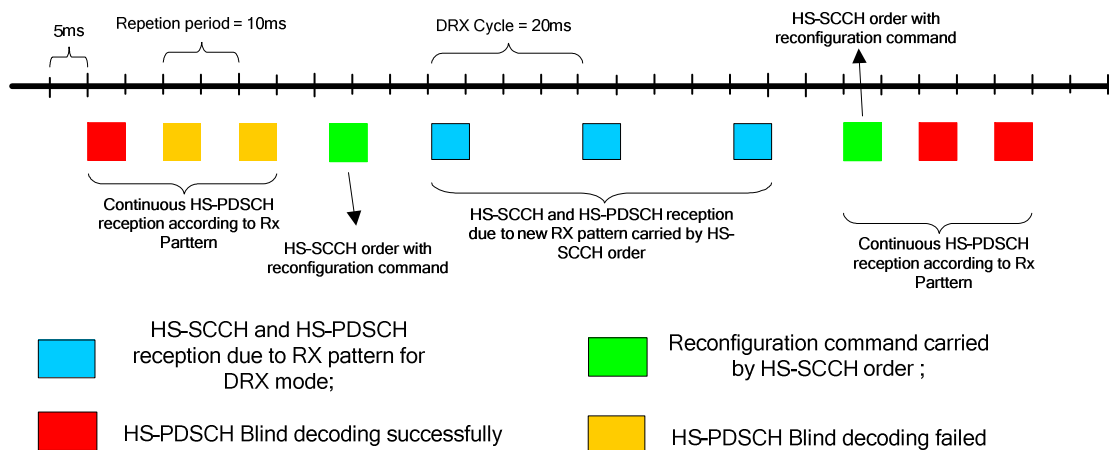 5ms
Repetion period = 10ms
DRX Cycle = 20ms
HS-SCCH order with
reconfiguration command
Continuous HS-PDSCH
reception according to Rx
Parttern
HS-SCCH order with
reconfiguration command
HS-SCCH and HS-PDSCH reception
due to new RX pattern carried by HS-
SCCH order
Continuous HS-PDSCH
reception according to Rx
Parttern
HS-SCCH and HS-PDSCH
reception due to RX pattern for
DRX mode;
Reconfiguration command carried
by HS-SCCH order ;
HS-PDSCH Blind decoding successfully
HS-PDSCH Blind decoding failed